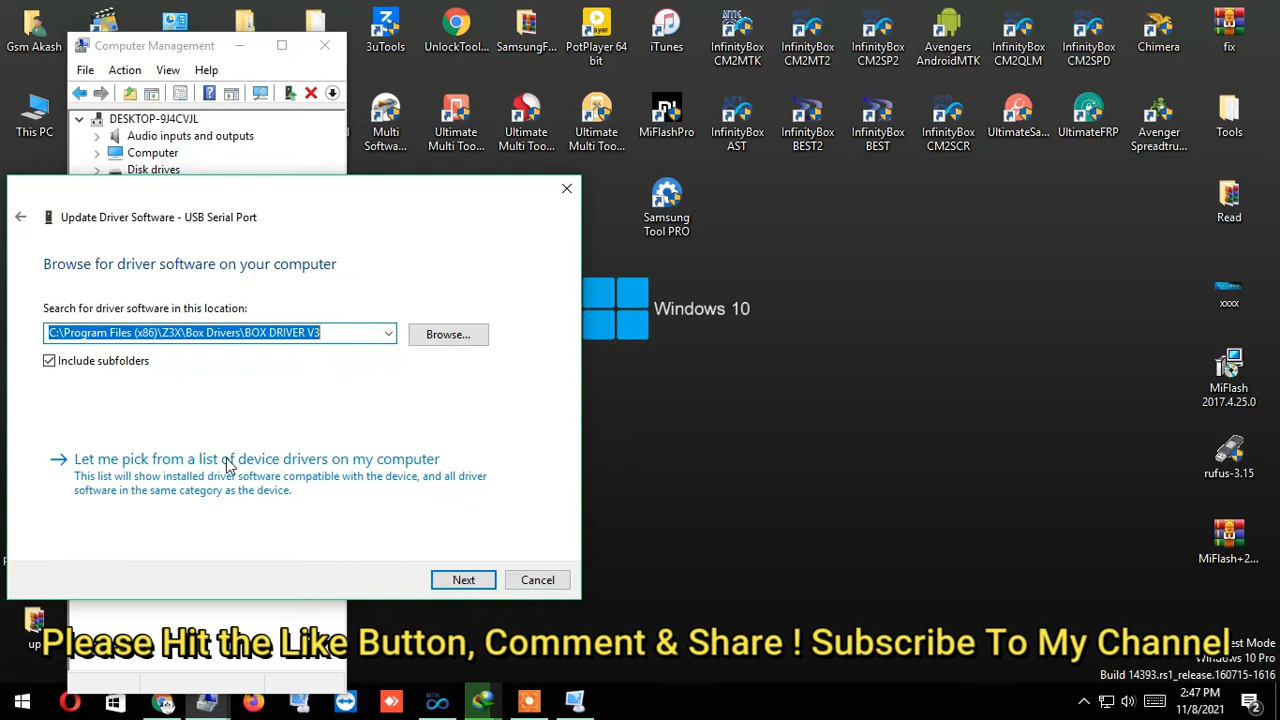 Gsm Akash
3uTools
UnlockTool...
SamsungF...
PotPlayer 64
bit
iTunes
InfinityBox
CM2MTK
InfinityBox
CM2MT2
InfinityBox
CM2SP2
Avengers
AndroidMTK
InfinityBox
CM2QLM
InfinityBox
CM2SPD
Chimera
fix
This PC
Multi
Softwa...
Ultimate
Multi Too...
Ultimate
Multi Too...
Ultimate
Multi Too...
MiFlashPro
InfinityBox
AST
InfinityBox
BEST2
InfinityBox
BEST
InfinityBox
CM2SCR
UltimateSa...
UltimateFRP
Avenger
Spreadtru...
Tools
Samsung
Tool PRO
Read
xxxx
MiFlash
2017.4.25.0
rufus-3.15
MiFlash+2...
Computer Management
File Action View Help
DESKTOP-9J4CVJL
Audio inputs and outputs
Computer
Disk drives
Update Driver Software - USB Serial Port
Browse for driver software on your computer
Search for driver software in this location:
C:\Program Files (x86)\Z3X\Box Drivers\BOX DRIVER V3
Browse...
Include subfolders
Let me pick from a list of device drivers on my computer
This list will show installed driver software compatible with the device, and all driver
software in the same category as the device.
Next
Cancel
Windows 10
up
Please Hit the Like Button, Comment & Share ! Subscribe To My Channel
Windows 10 Pro
Build 14393.rs1_release.160715-1616
MTK
2:47 PM
11/8/2021
2